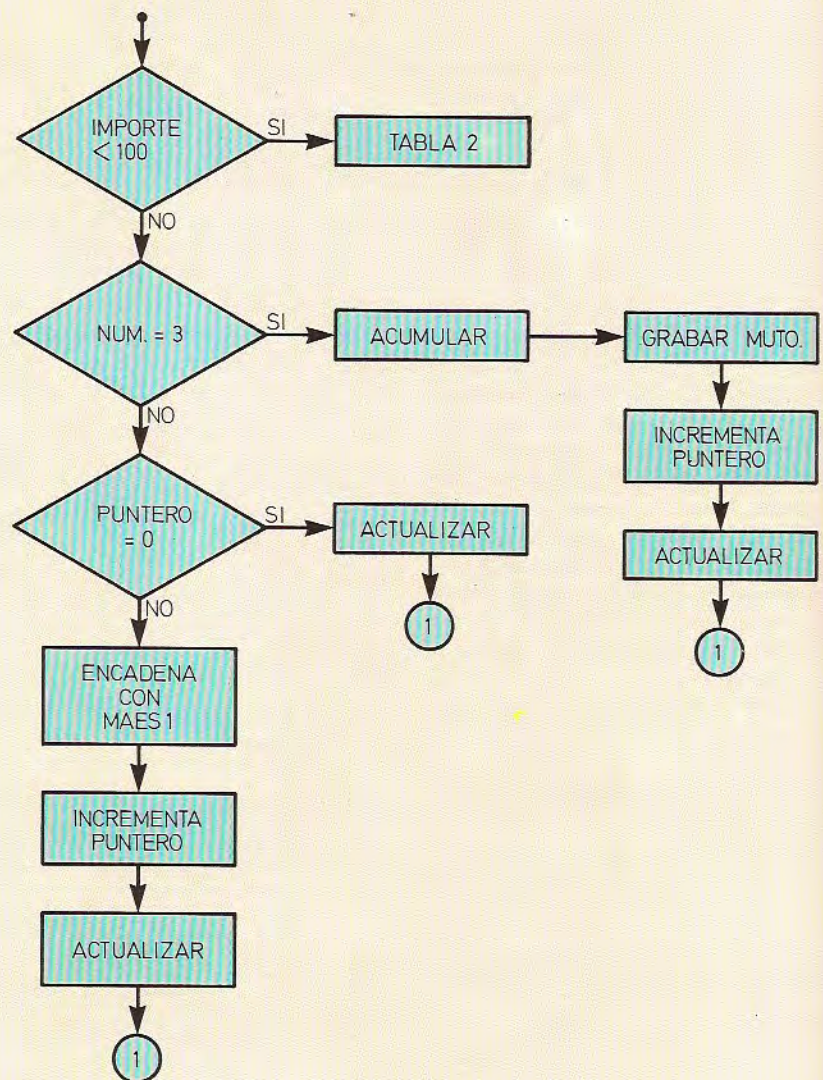 IMPORTE
< 100
SI
TABLA 2
NO
NUM. = 3
SI
ACUMULAR
GRABAR MUTO.
NO
INCREMENTA
PUNTERO
PUNTERO
= 0
SI
ACTUALIZAR
ACTUALIZAR
NO
1
1
ENCADENA
CON
MAES 1
INCREMENTA
PUNTERO
ACTUALIZAR
1